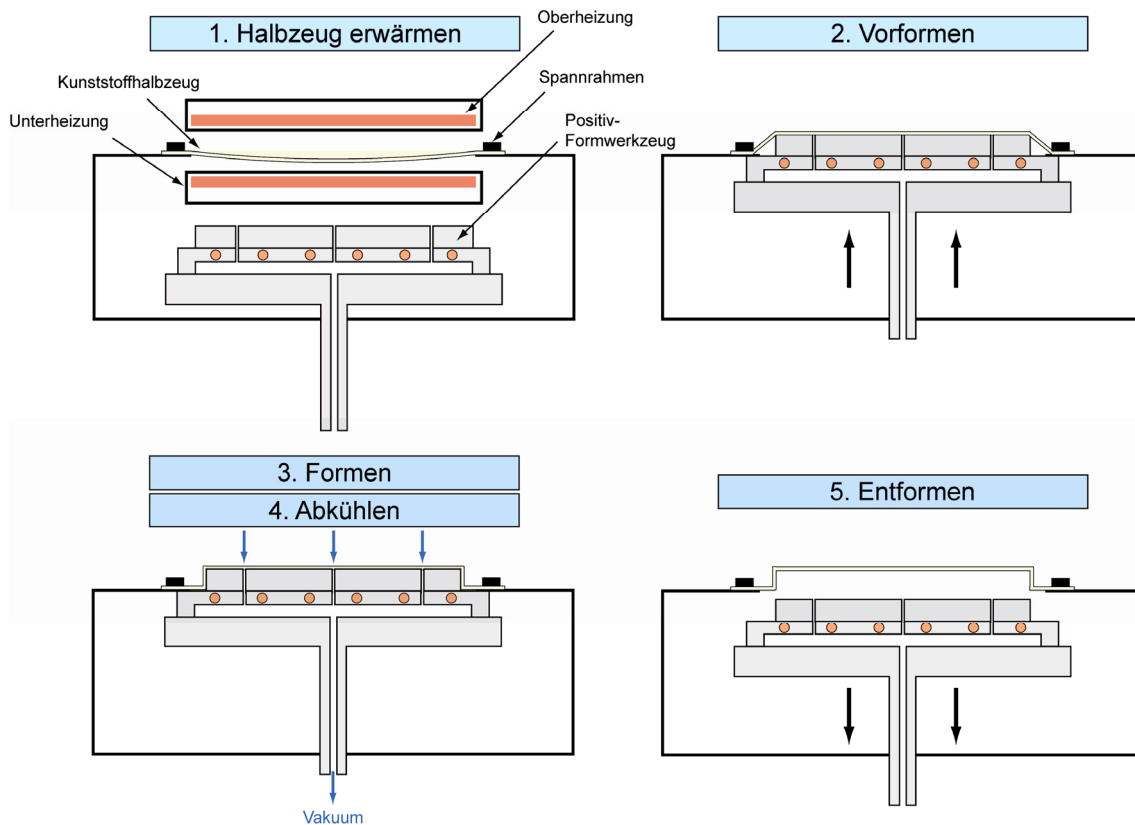 1. Halbzeug erwärmen
Oberheizung
Kunststoffhalbzeug
Spannrahmen
Unterheizung
Positiv-
Formwerkzeug
2. Vorformen
3. Formen
4. Abkühlen
Vakuum
5. Entformen